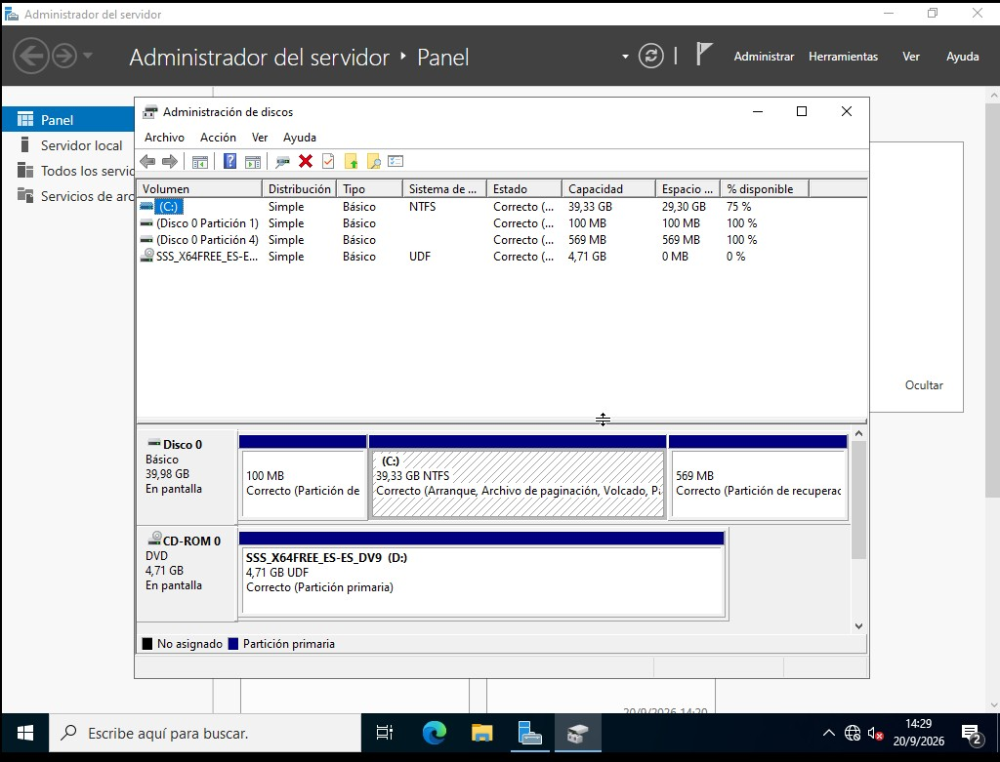 Administrador del servidor
Administrador del servidor Panel
Administrar Herramientas Ver Ayuda
Panel
Servidor local
Todos los servic
Servicios de arc
Ocultar
Administración de discos
Archivo Acción Ver Ayuda
Volumen Distribución Tipo Sistema de ... Estado Capacidad Espacio ... % disponible
(C:) Simple Básico NTFS Correcto (... 39,33 GB 29,30 GB 75 %
(Disco 0 Partición 1) Simple Básico Correcto (... 100 MB 100 MB 100 %
(Disco 0 Partición 4) Simple Básico Correcto (... 569 MB 569 MB 100 %
SSS_X64FREE_ES-E... Simple Básico UDF Correcto (... 4,71 GB 0 MB 0 %
Disco 0
Básico
39,98 GB
En pantalla
100 MB
Correcto (Partición de
(C:)
39,33 GB NTFS
Correcto (Arranque, Archivo de paginación, Volcado, Pa
569 MB
Correcto (Partición de recuperac
CD-ROM 0
DVD
4,71 GB
En pantalla
SSS_X64FREE_ES-ES_DV9 (D:)
4,71 GB UDF
Correcto (Partición primaria)
No asignado Partición primaria
20/9/2026 14:20
Escribe aquí para buscar.
14:29
20/9/2026
2